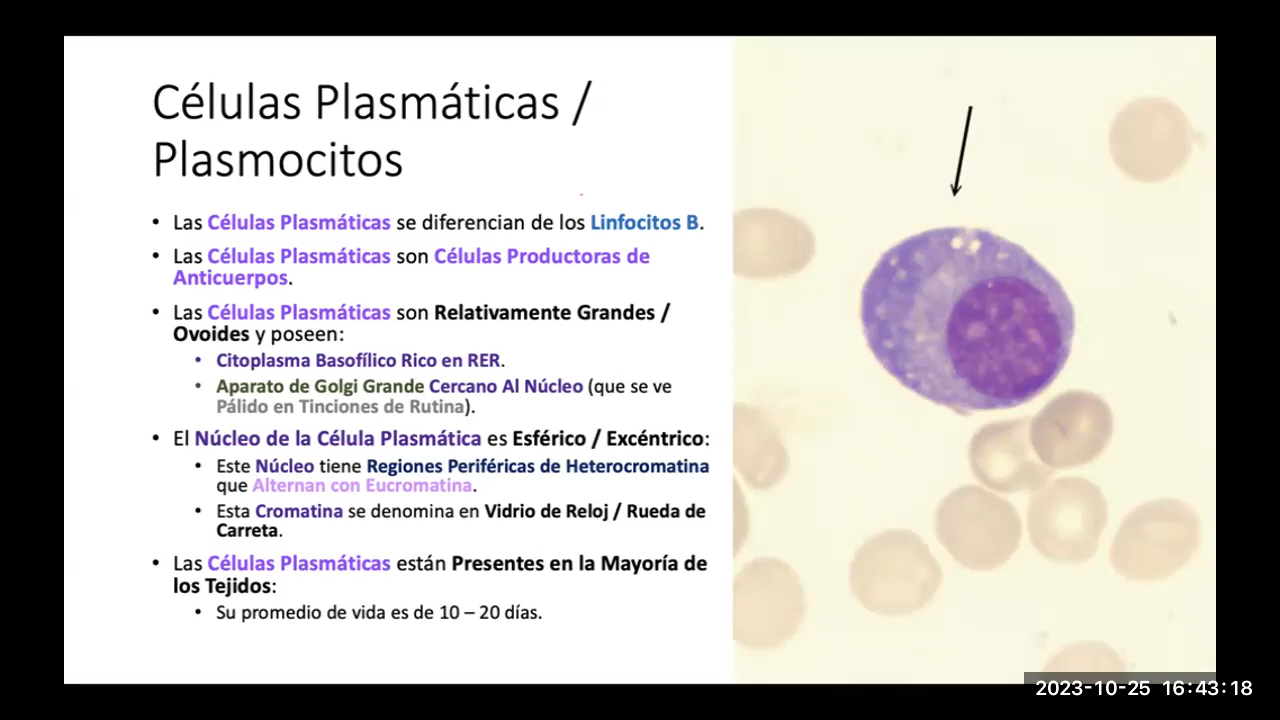 Células Plasmáticas /
Plasmocitos
• Las Células Plasmáticas se diferencian de los Linfocitos B.
• Las Células Plasmáticas son Células Productoras de
Anticuerpos.
• Las Células Plasmáticas son Relativamente Grandes /
Ovoides y poseen:
• Citoplasma Basofílico Rico en RER.
• Aparato de Golgi Grande Cercano Al Núcleo (que se ve
Pálido en Tinciones de Rutina).
• El Núcleo de la Célula Plasmática es Esférico / Excéntrico:
• Este Núcleo tiene Regiones Periféricas de Heterocromatina
que Alternan con Eucromatina.
• Esta Cromatina se denomina en Vidrio de Reloj / Rueda de
Carreta.
• Las Células Plasmáticas están Presentes en la Mayoría de
los Tejidos:
• Su promedio de vida es de 10 – 20 días.
2023-10-25 16:43:18